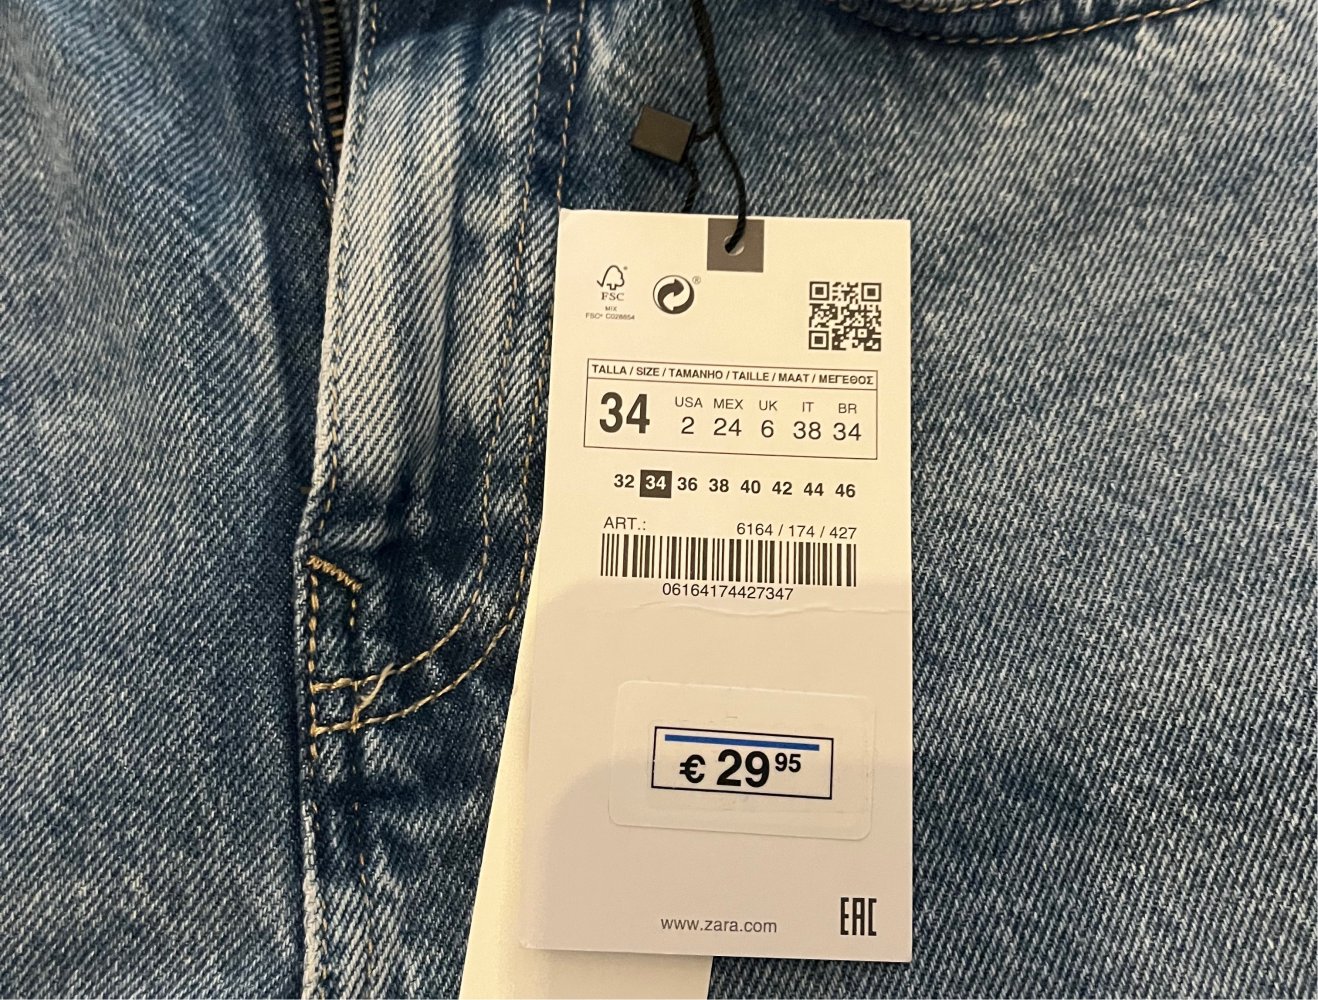 FSC®
MIX
FSC® C028854
®
TALLA / SIZE / TAMANHO / TAILLE / MAAT / ΜΕΓΕΘΟΣ
34
USA MEX UK IT BR
2 24 6 38 34
32 34 36 38 40 42 44 46
ART.: 6164 / 174 / 427
06164174427347
€ 29 95
www.zara.com
EAC